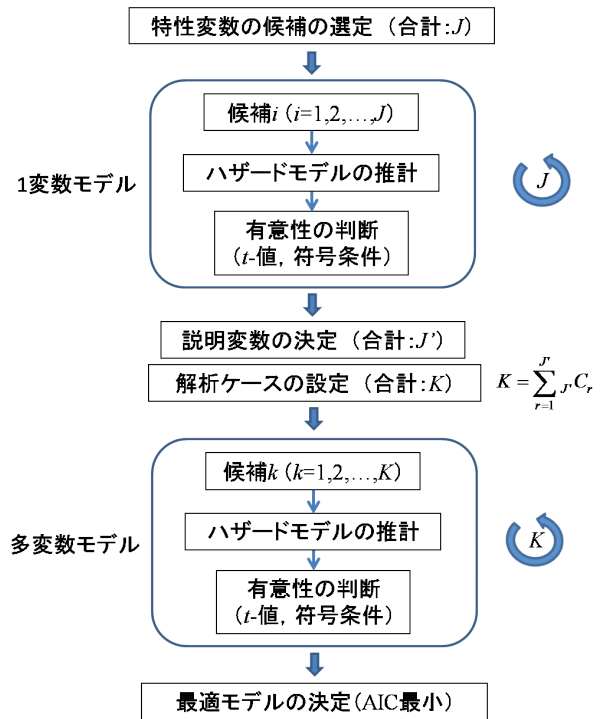 特性変数の候補の選定（合計:J）
候補i（i=1,2,…,J）
ハザードモデルの推計
1変数モデル
J
有意性の判断
（t-値, 符号条件）
説明変数の決定（合計:J’）
解析ケースの設定（合計:K）
K = \sum_{r=1}^{J'} {}_{J'}C_r
候補k（k=1,2,…,K）
ハザードモデルの推計
多変数モデル
K
有意性の判断
（t-値, 符号条件）
最適モデルの決定（AIC最小）